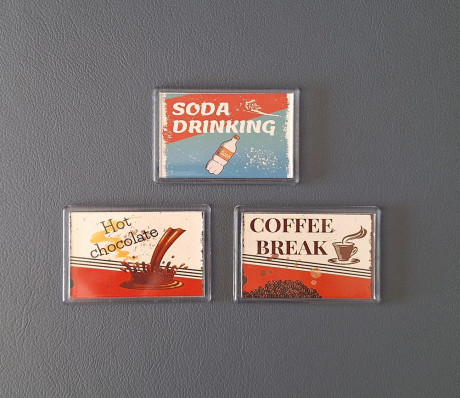 SODA
DRINKING
Hot
chocolate
COFFEE
BREAK